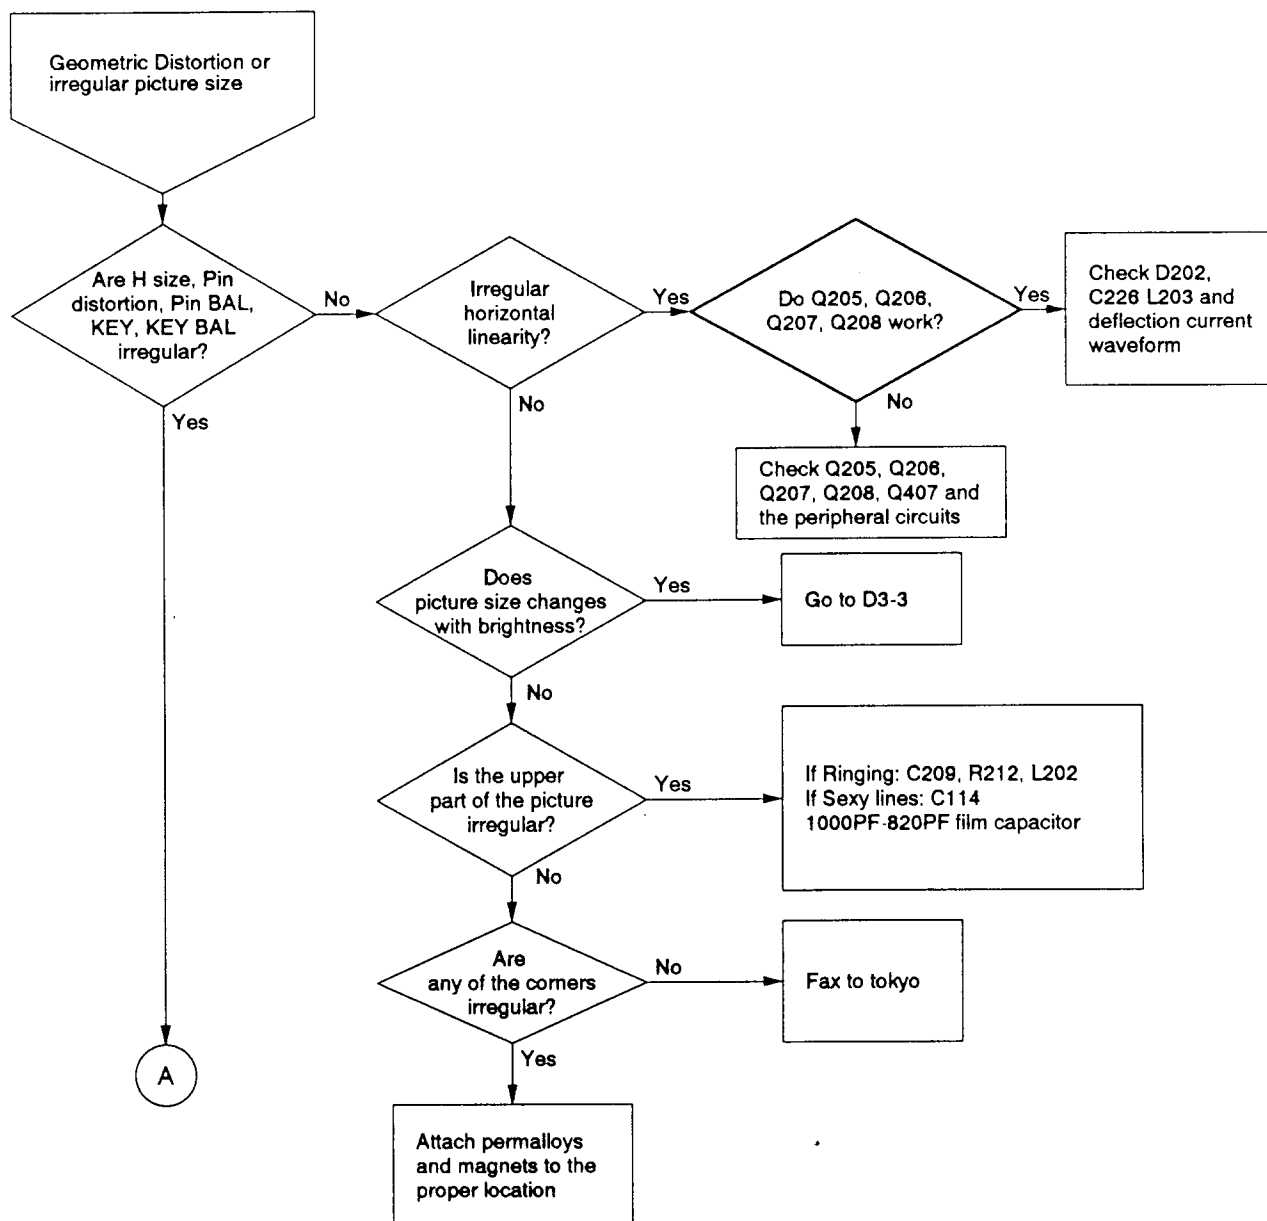 Geometric Distortion or
irregular picture size
Are H size, Pin
distortion, Pin BAL,
KEY, KEY BAL
irregular?
No
Yes
Irregular
horizontal
linearity?
Yes
No
Do Q205, Q206,
Q207, Q208 work?
Yes
No
Check D202,
C226 L203 and
deflection current
waveform
Check Q205, Q206,
Q207, Q208, Q407 and
the peripheral circuits
Does
picture size changes
with brightness?
Yes
No
Go to D3-3
Is the upper
part of the picture
irregular?
Yes
No
If Ringing: C209, R212, L202
If Sexy lines: C114
1000PF-820PF film capacitor
Are
any of the corners
irregular?
No
Yes
Fax to tokyo
A
Attach permalloys
and magnets to the
proper location